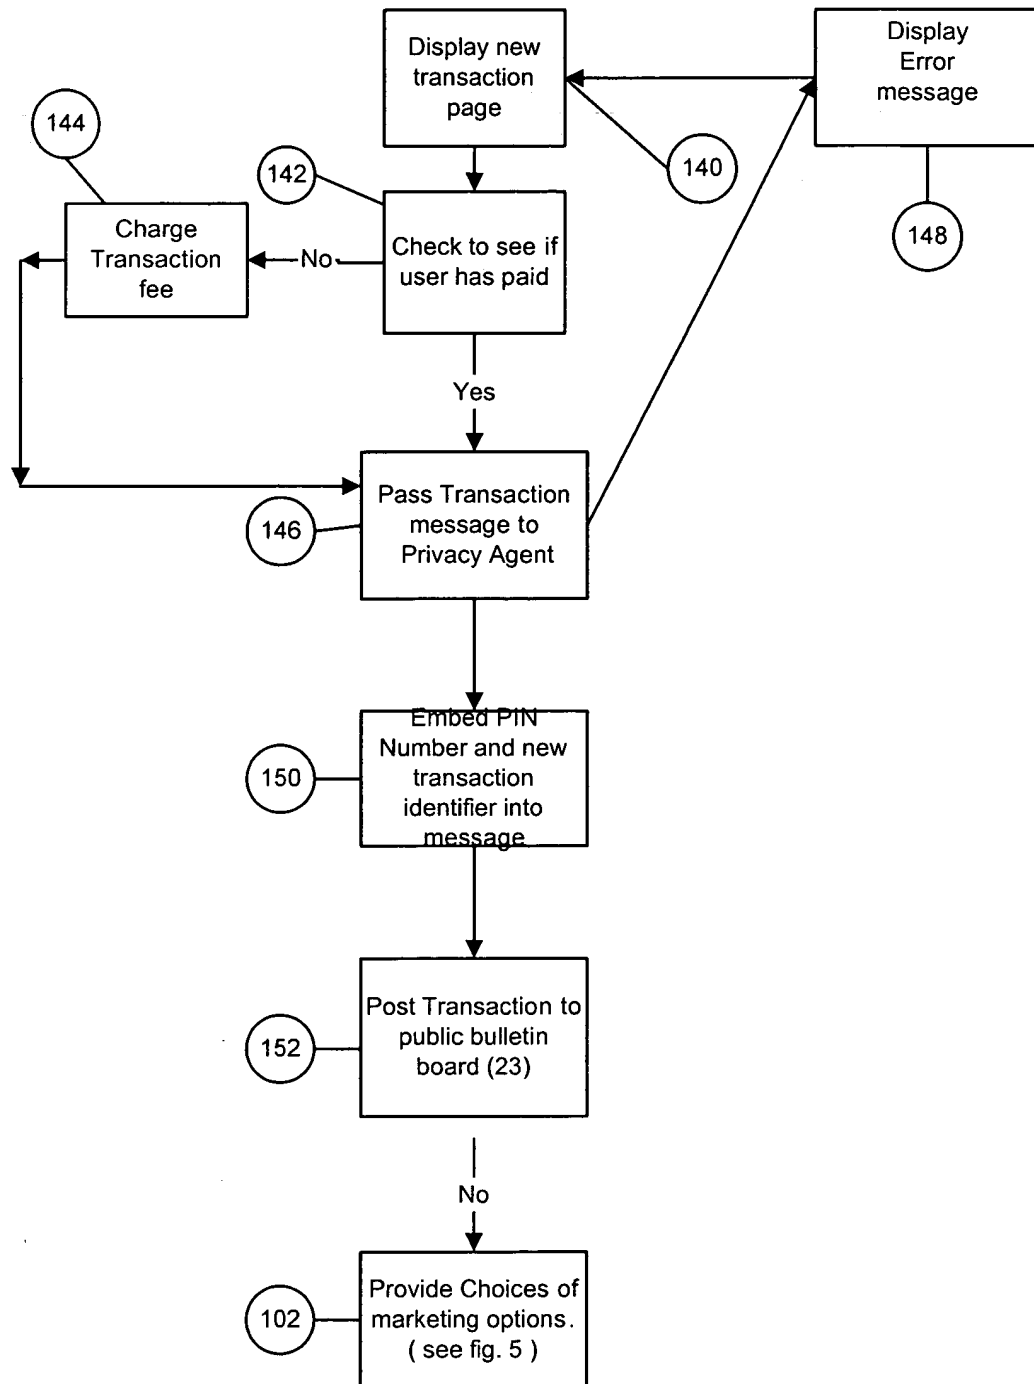 Display new
transaction
page
Display
Error
message
144
142
140
148
Charge
Transaction
fee
No
Check to see if
user has paid
Yes
146
Pass Transaction
message to
Privacy Agent
150
Embed PIN
Number and new
transaction
identifier into
message
152
Post Transaction to
public bulletin
board (23)
No
102
Provide Choices of
marketing options.
( see fig. 5 )